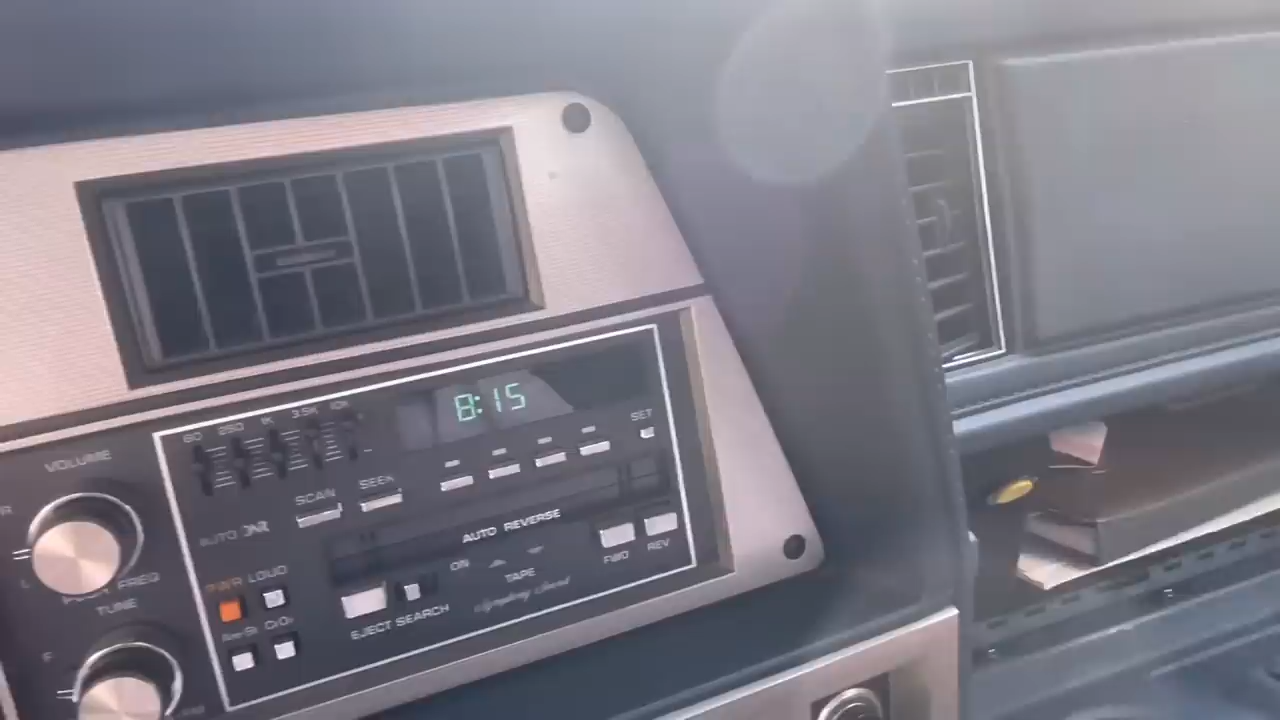 8:15
60 250 1K 3.5K 10K
VOLUME
SET
SCAN SEEK
AUTO DNR
AUTO REVERSE
ON
TAPE
FWD REV
PWR LOUD
EJECT SEARCH
TUNE